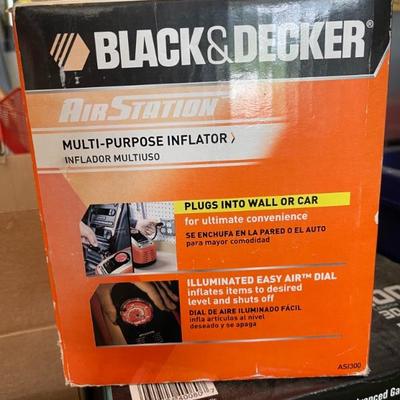 BLACK&DECKER
AIRSTATION
MULTI-PURPOSE INFLATOR
INFLADOR MULTIUSO
PLUGS INTO WALL OR CAR
for ultimate convenience
SE ENCHUFA EN LA PARED O EL AUTO
para mayor comodidad
ILLUMINATED EASY AIR™ DIAL
inflates items to desired
level and shuts off
DIAL DE AIRE ILUMINADO FÁCIL
infla artículos al nivel
deseado y se apaga
ASI300